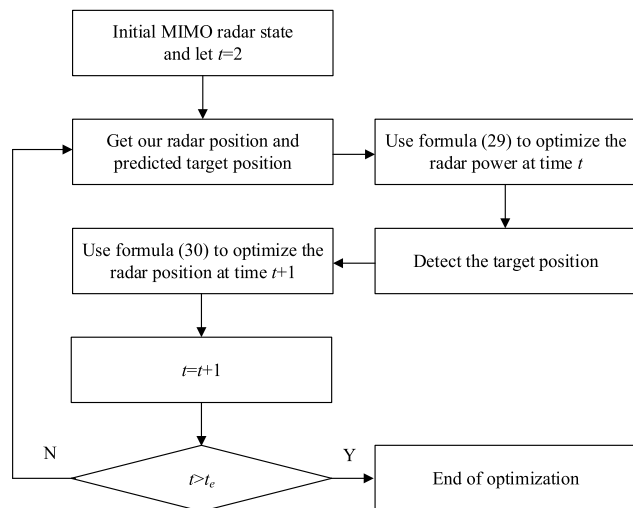 Initial MIMO radar state
and let t=2
Get our radar position and
predicted target position
Use formula (29) to optimize the
radar power at time t
Detect the target position
Use formula (30) to optimize the
radar position at time t+1
t=t+1
N
t>te
Y
End of optimization